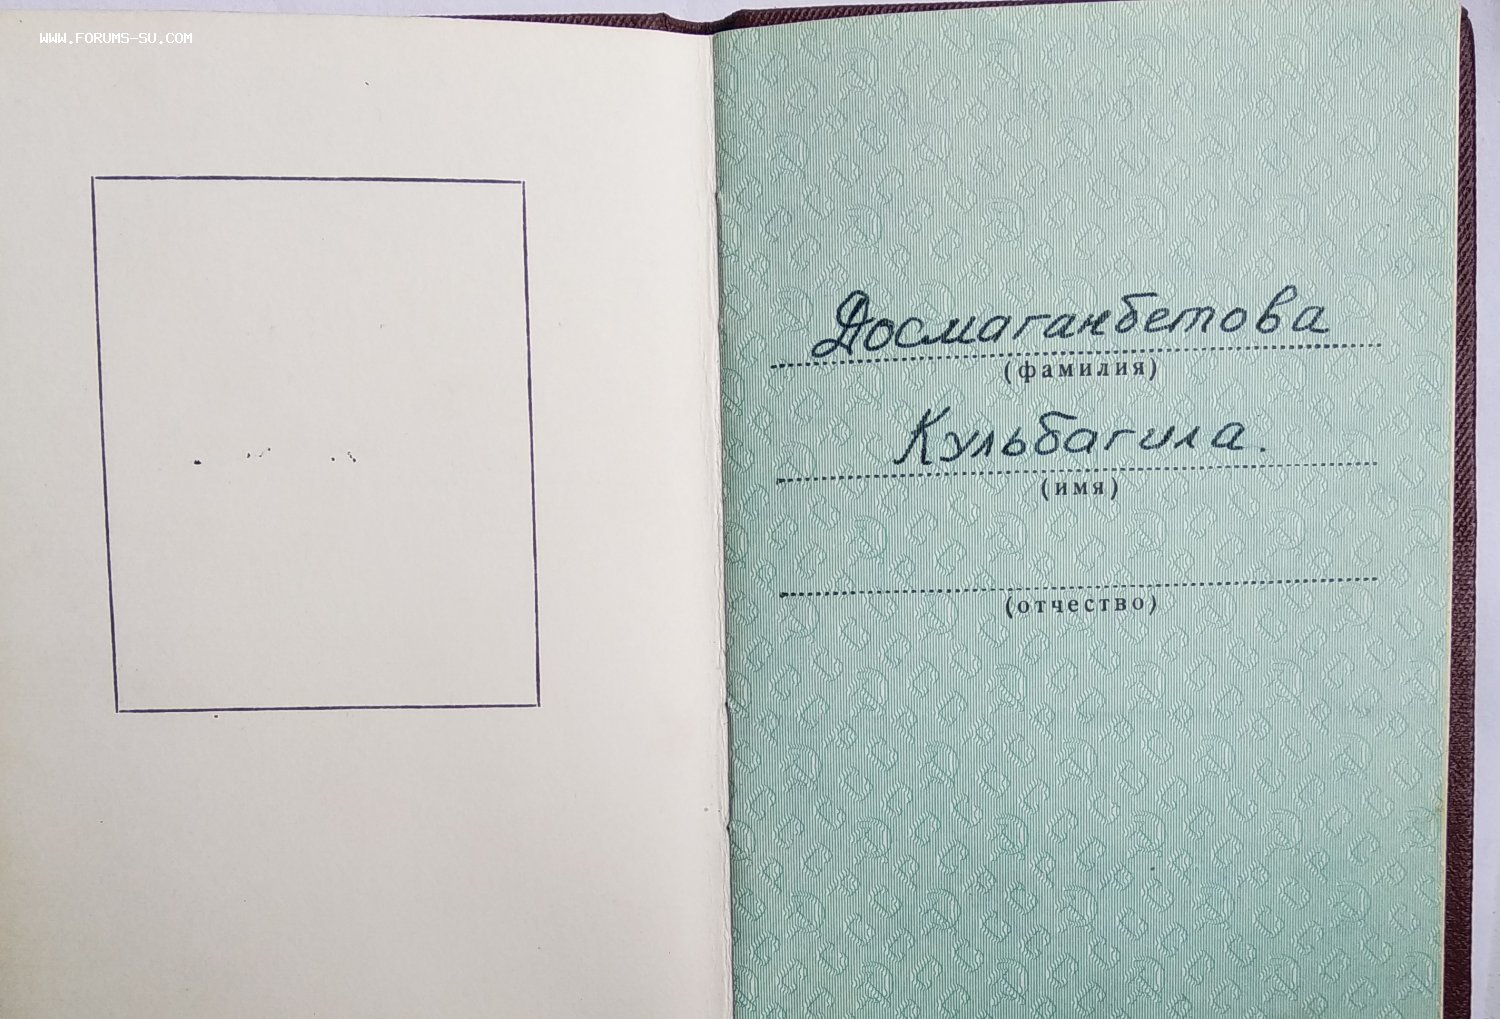 WWW.FORUMS-SU.COM
Досмаганбетова
(фамилия)
Кульбагила.
(имя)
(отчество)